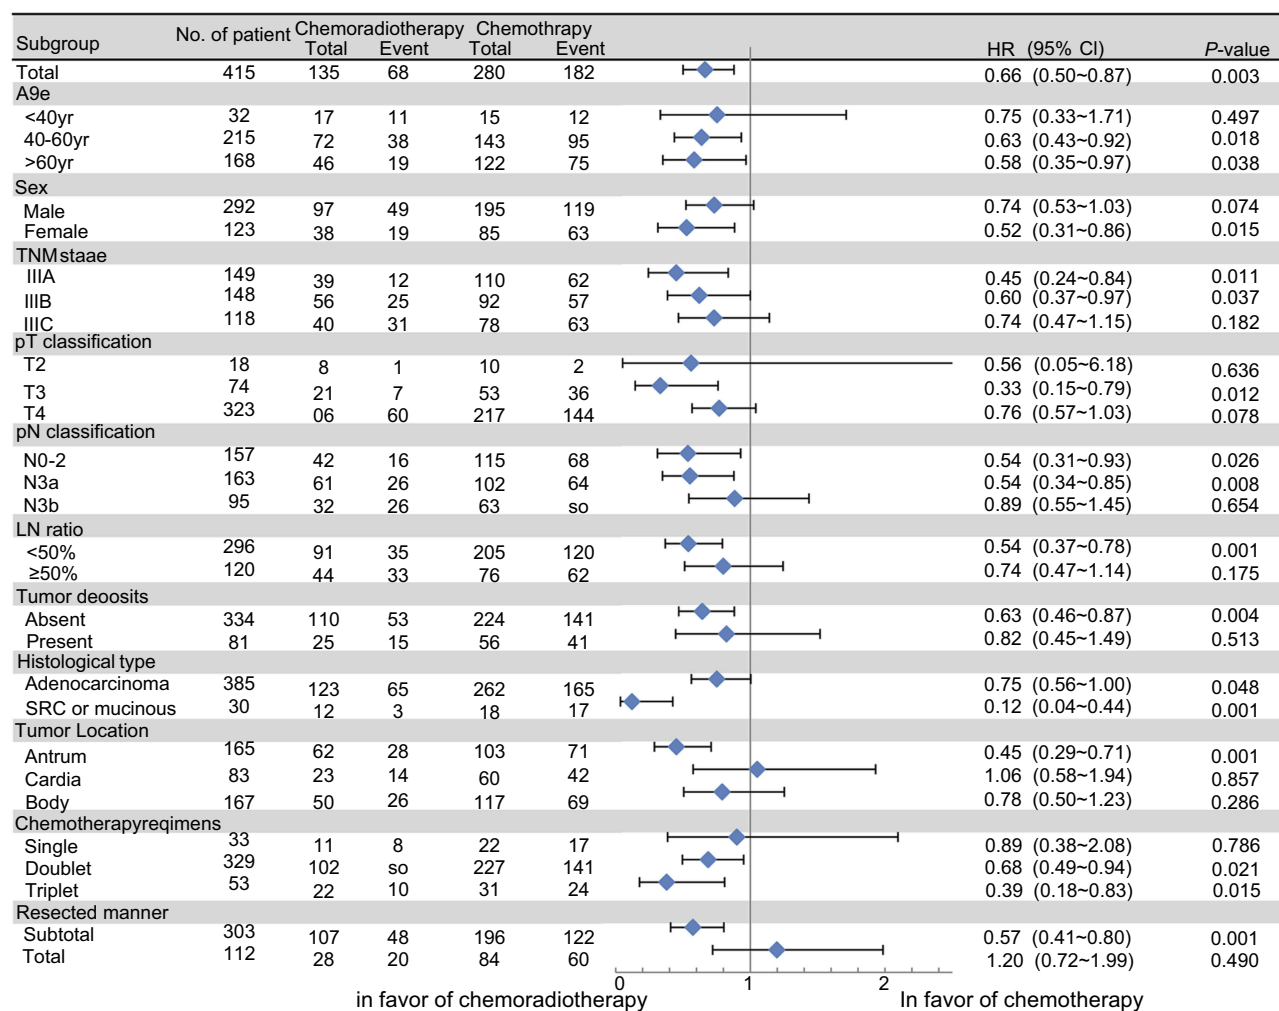 Subgroup No. of patient Chemoradiotherapy Chemothrapy HR (95% CI) P-value
Total Event Total Event
Total 415 135 68 280 182 0.66 (0.50~0.87) 0.003
A9e
<40yr 32 17 11 15 12 0.75 (0.33~1.71) 0.497
40-60yr 215 72 38 143 95 0.63 (0.43~0.92) 0.018
>60yr 168 46 19 122 75 0.58 (0.35~0.97) 0.038
Sex
Male 292 97 49 195 119 0.74 (0.53~1.03) 0.074
Female 123 38 19 85 63 0.52 (0.31~0.86) 0.015
TNMstaae
IIIA 149 39 12 110 62 0.45 (0.24~0.84) 0.011
IIIB 148 56 25 92 57 0.60 (0.37~0.97) 0.037
IIIC 118 40 31 78 63 0.74 (0.47~1.15) 0.182
pT classification
T2 18 8 1 10 2 0.56 (0.05~6.18) 0.636
T3 74 21 7 53 36 0.33 (0.15~0.79) 0.012
T4 323 06 60 217 144 0.76 (0.57~1.03) 0.078
pN classification
N0-2 157 42 16 115 68 0.54 (0.31~0.93) 0.026
N3a 163 61 26 102 64 0.54 (0.34~0.85) 0.008
N3b 95 32 26 63 so 0.89 (0.55~1.45) 0.654
LN ratio
<50% 296 91 35 205 120 0.54 (0.37~0.78) 0.001
≥50% 120 44 33 76 62 0.74 (0.47~1.14) 0.175
Tumor deoosits
Absent 334 110 53 224 141 0.63 (0.46~0.87) 0.004
Present 81 25 15 56 41 0.82 (0.45~1.49) 0.513
Histological type
Adenocarcinoma 385 123 65 262 165 0.75 (0.56~1.00) 0.048
SRC or mucinous 30 12 3 18 17 0.12 (0.04~0.44) 0.001
Tumor Location
Antrum 165 62 28 103 71 0.45 (0.29~0.71) 0.001
Cardia 83 23 14 60 42 1.06 (0.58~1.94) 0.857
Body 167 50 26 117 69 0.78 (0.50~1.23) 0.286
Chemotherapyreqimens
Single 33 11 8 22 17 0.89 (0.38~2.08) 0.786
Doublet 329 102 so 227 141 0.68 (0.49~0.94) 0.021
Triplet 53 22 10 31 24 0.39 (0.18~0.83) 0.015
Resected manner
Subtotal 303 107 48 196 122 0.57 (0.41~0.80) 0.001
Total 112 28 20 84 60 1.20 (0.72~1.99) 0.490
0 1 2
in favor of chemoradiotherapy In favor of chemotherapy